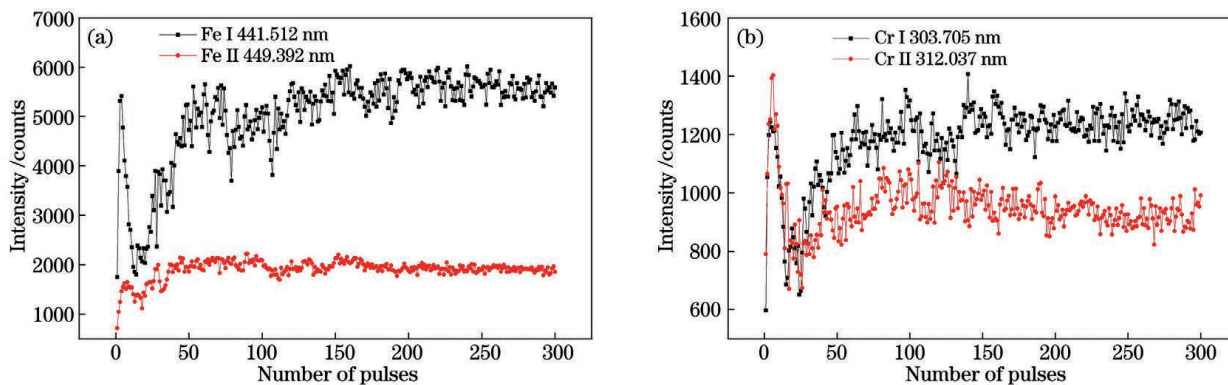 (a)
Fe I 441.512 nm
Fe II 449.392 nm
7000
6000
5000
4000
3000
2000
1000
Intensity /counts
0 50 100 150 200 250 300
Number of pulses
(b)
Cr I 303.705 nm
Cr II 312.037 nm
1600
1400
1200
1000
800
600
Intensity /counts
0 50 100 150 200 250 300
Number of pulses